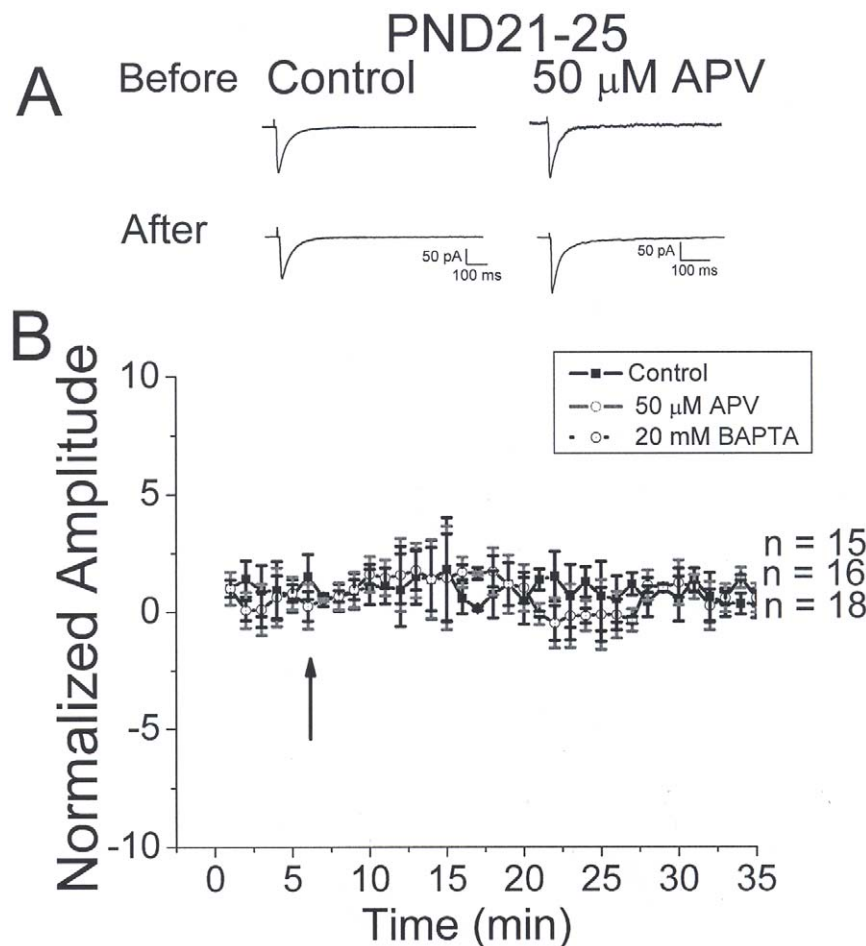 PND21-25
A
Before Control 50 μM APV
After
50 pA
100 ms
50 pA
100 ms
B
Normalized Amplitude
10
5
0
-5
-10
Control
50 μM APV
20 mM BAPTA
n = 15
n = 16
n = 18
0 5 10 15 20 25 30 35
Time (min)